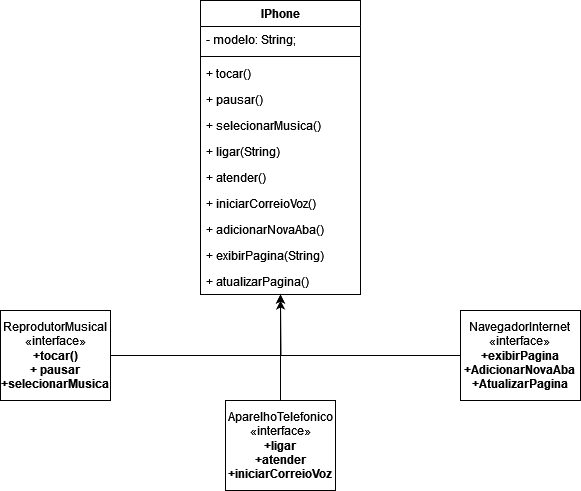 IPhone
- modelo: String;
+ tocar()
+ pausar()
+ selecionarMusica()
+ ligar(String)
+ atender()
+ iniciarCorreioVoz()
+ adicionarNovaAba()
+ exibirPagina(String)
+ atualizarPagina()
ReprodutorMusical
«interface»
+tocar()
+ pausar
+selecionarMusica
AparelhoTelefonico
«interface»
+ligar
+atender
+iniciarCorreioVoz
NavegadorInternet
«interface»
+exibirPagina
+AdicionarNovaAba
+AtualizarPagina